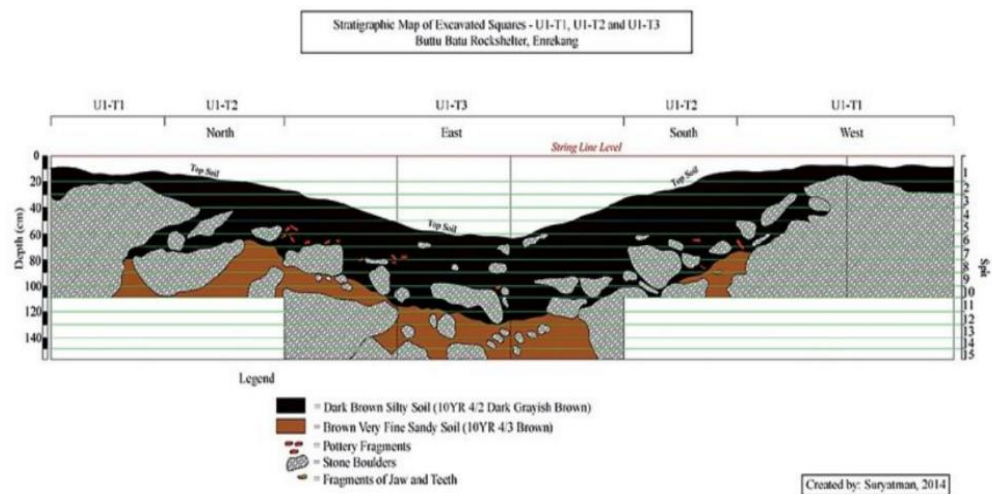 Stratigraphic Map of Excavated Squares - U1-T1, U1-T2 and U1-T3
Buttu Batu Rockshelter, Enrekang
U1-T1 U1-T2 U1-T3 U1-T2 U1-T1
North East South West
String Line Level
Top Soil
Top Soil
Top Soil
Depth (cm)
0
20
40
60
80
100
120
140
1
2
3
4
5
6
7
8
9
10
11
12
13
14
15
Spit
Legend
= Dark Brown Silty Soil (10YR 4/2 Dark Grayish Brown)
= Brown Very Fine Sandy Soil (10YR 4/3 Brown)
= Pottery Fragments
= Stone Boulders
= Fragments of Jaw and Teeth
Created by: Suryatman, 2014